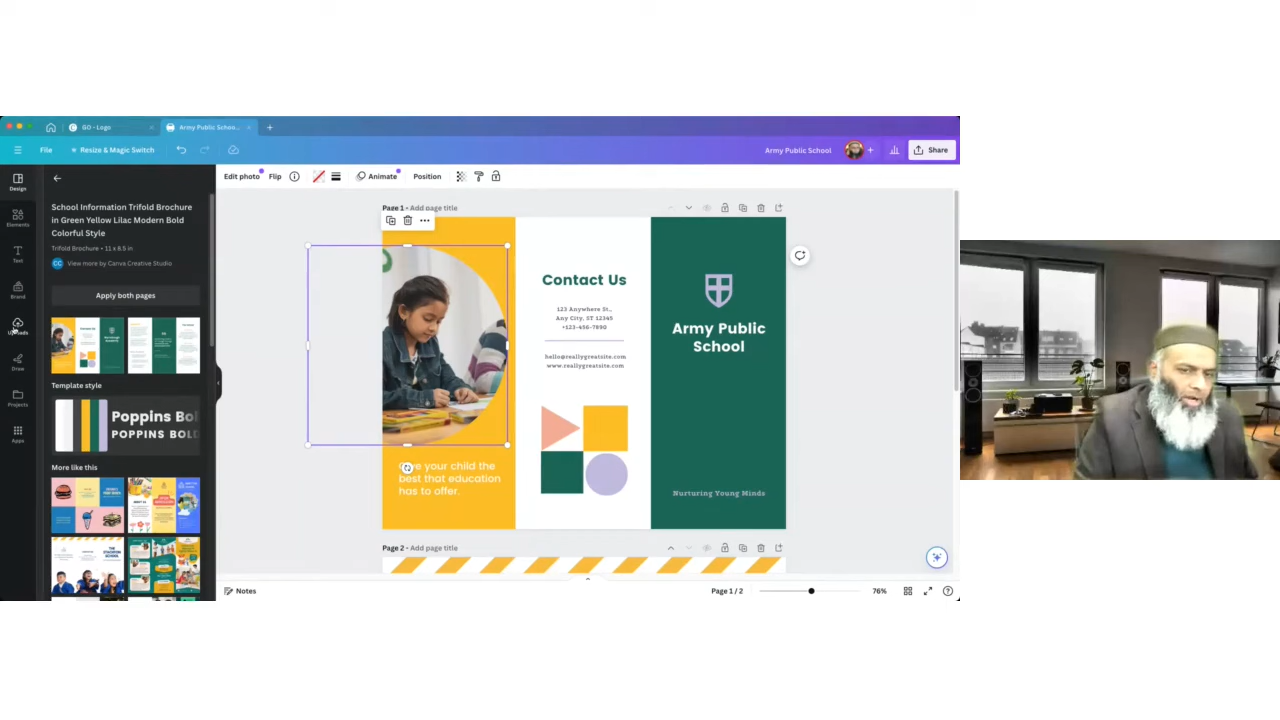 GO - Logo
Army Public Schoo...
File
Resize & Magic Switch
Army Public School
Share
Design
Elements
Text
Brand
Uploads
Draw
Projects
Apps
School Information Trifold Brochure
in Green Yellow Lilac Modern Bold
Colorful Style
Trifold Brochure • 11 x 8.5 in
CC
View more by Canva Creative Studio
Apply both pages
Template style
Poppins Bol
POPPINS BOLD
More like this
Edit photo
Flip
Animate
Position
Page 1 - Add page title
Give your child the
best that education
has to offer.
Contact Us
123 Anywhere St.,
Any City, ST 12345
+123-456-7890
hello@reallygreatsite.com
www.reallygreatsite.com
Army Public
School
Nurturing Young Minds
Page 2 - Add page title
Notes
Page 1 / 2
76%